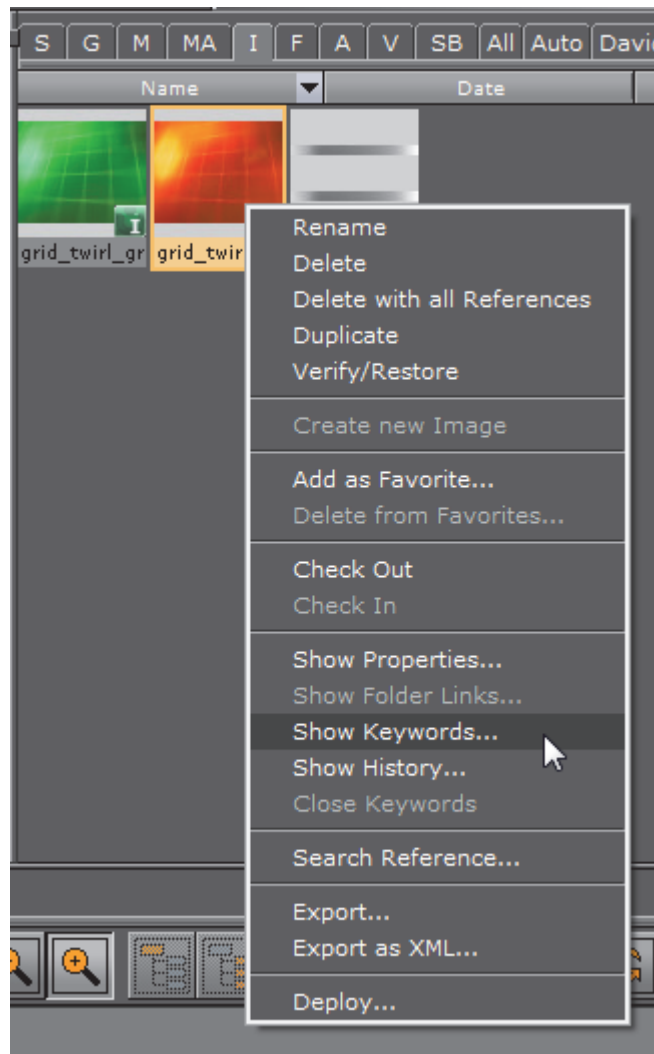 S G M MA I F A V SB All Auto
Name Date
I
grid_twirl_gr grid_twir
Rename
Delete
Delete with all References
Duplicate
Verify/Restore
Create new Image
Add as Favorite...
Delete from Favorites...
Check Out
Check In
Show Properties...
Show Folder Links...
Show Keywords...
Show History...
Close Keywords
Search Reference...
Export...
Export as XML...
Deploy...